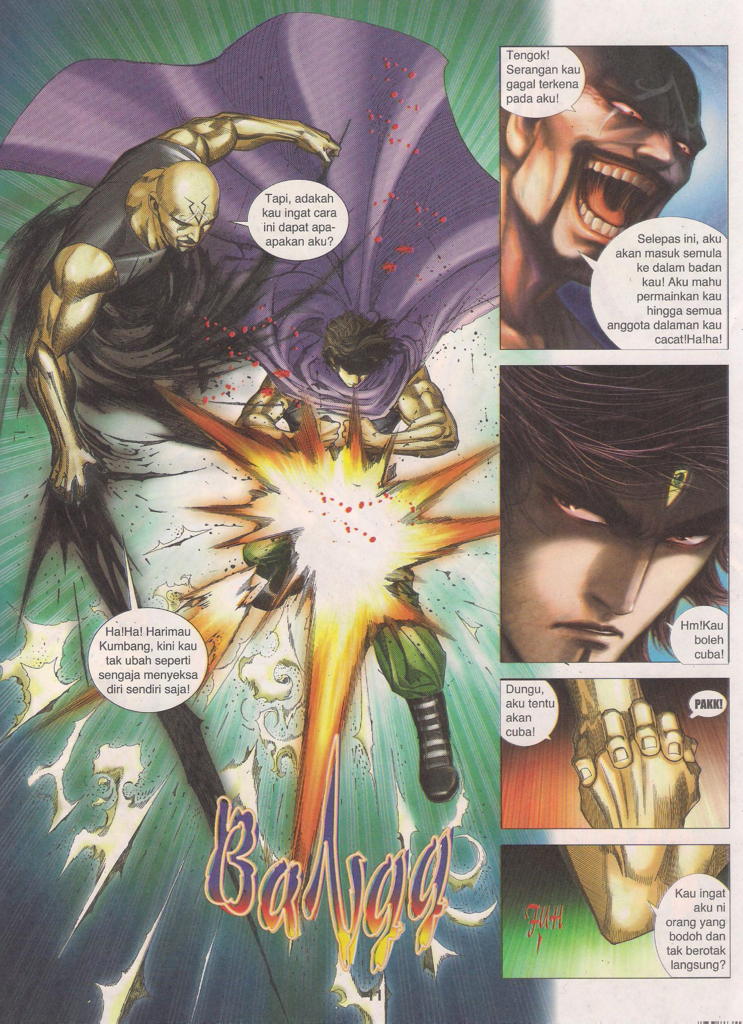 Tapi, adakah
kau ingat cara
ini dapat apa-
apakan aku?
Ha!Ha! Harimau
Kumbang, kini kau
tak ubah seperti
sengaja menyeksa
diri sendiri saja!
Bangg
11
Tengok!
Serangan kau
gagal terkena
pada aku!
Selepas ini, aku
akan masuk semula
ke dalam badan
kau! Aku mahu
permainkan kau
hingga semua
anggota dalaman kau
cacat!Ha!ha!
Hm!Kau
boleh
cuba!
Dungu,
aku tentu
akan
cuba!
PAKK!
Fuh
Kau ingat
aku ni
orang yang
bodoh dan
tak berotak
langsung?